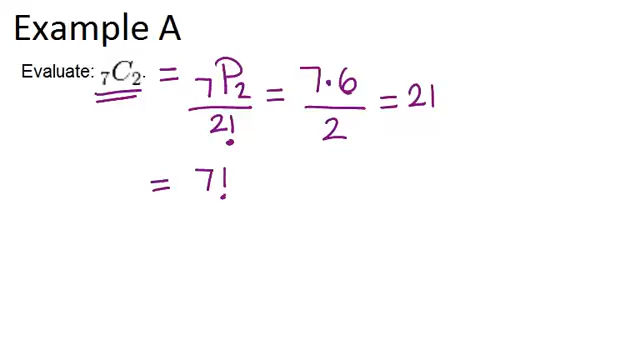 Example A
Evaluate: ₇C₂. = ₇P₂/2! = 7·6/2 = 21
= 7!